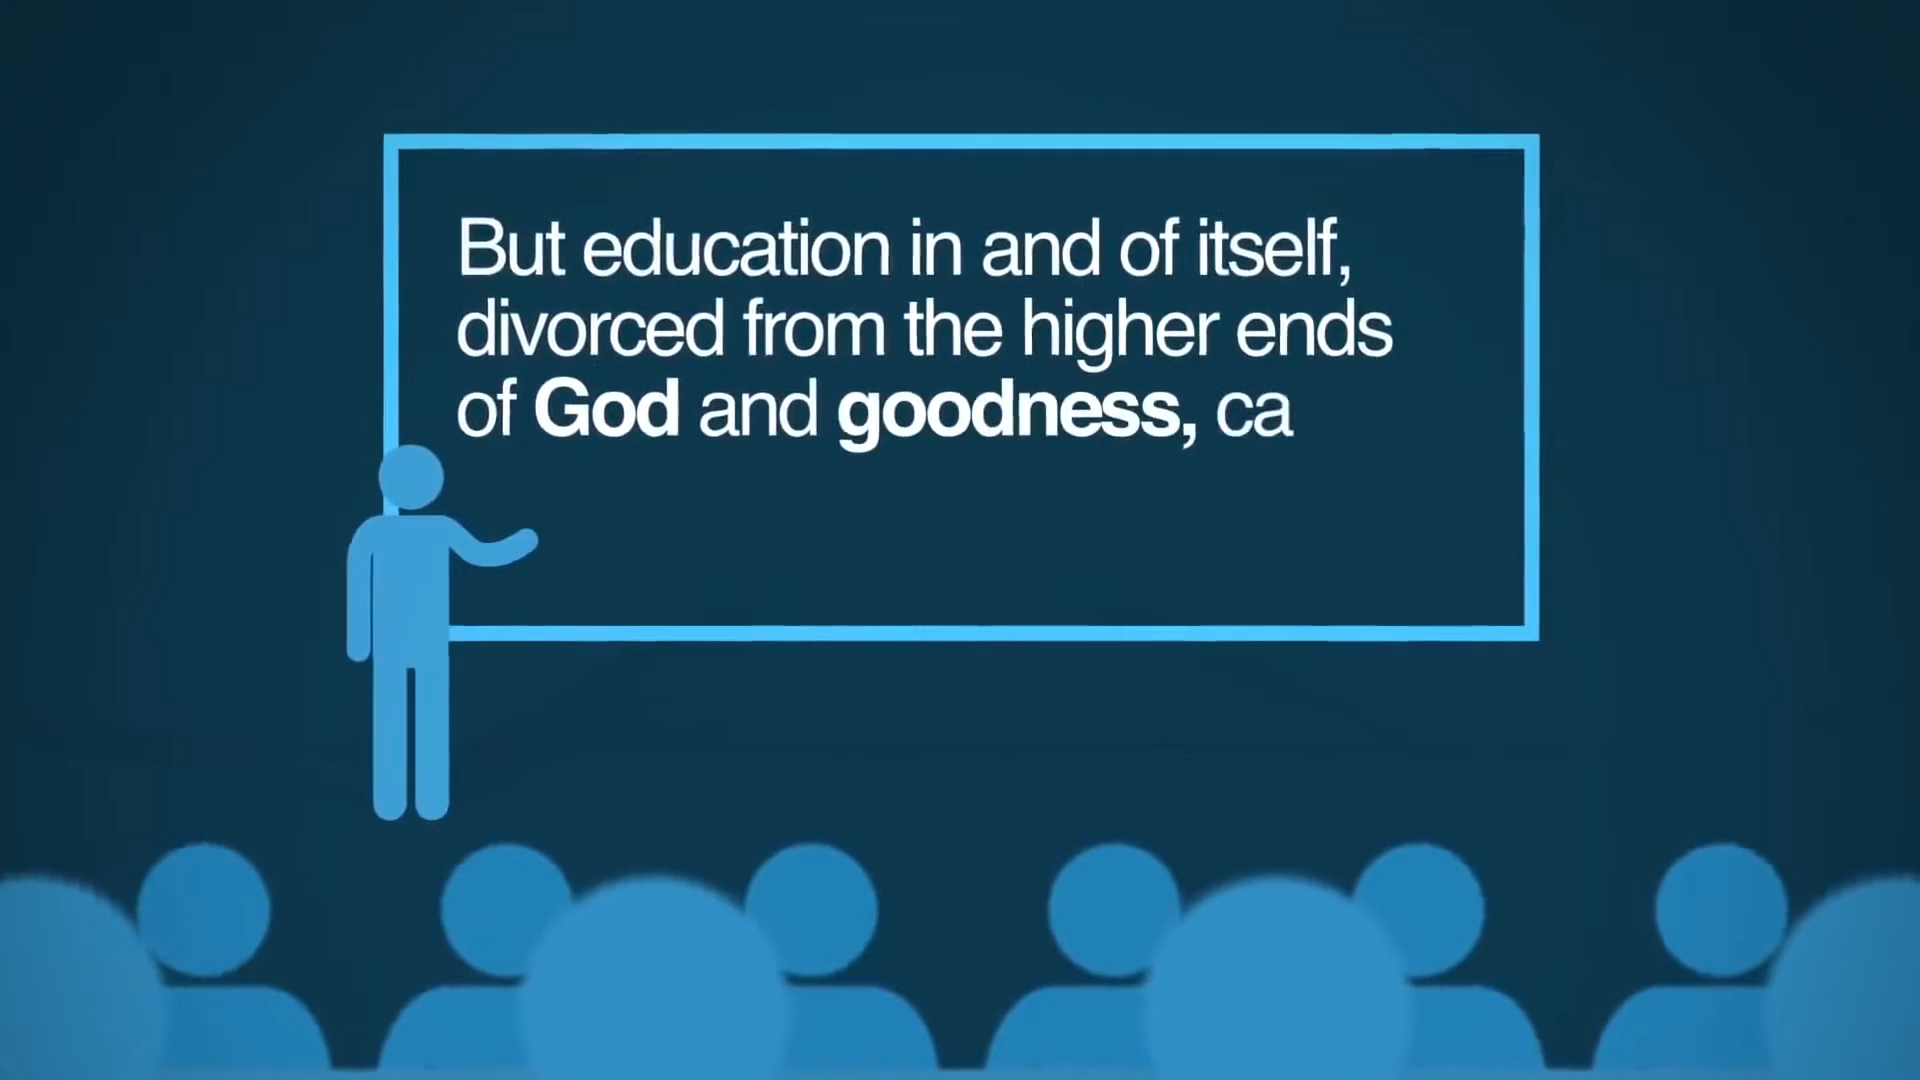 But education in and of itself,
divorced from the higher ends
of God and goodness, ca